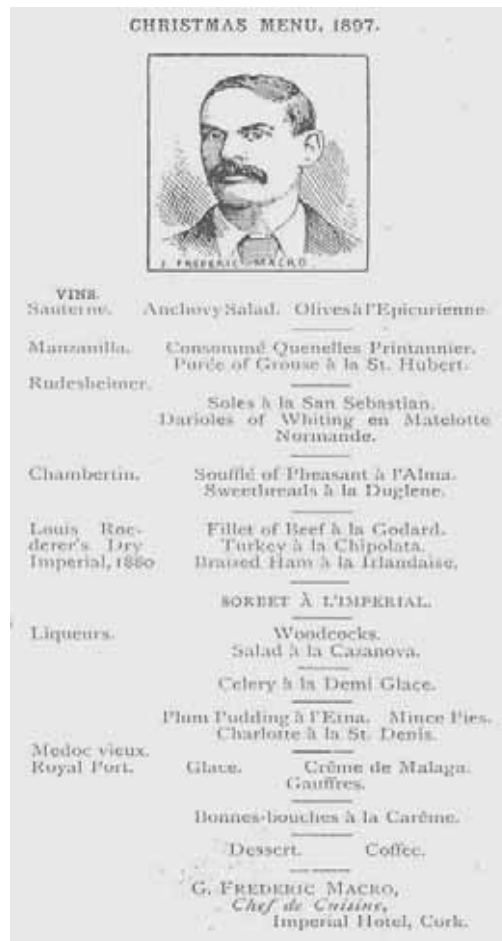 CHRISTMAS MENU, 1897.
FREDERIC MACRO
VINS.
Sauterne. Anchovy Salad. Olives à l'Epicurienne.
Manzanilla. Consommé Quenelles Printannier.
Purée of Grouse à la St. Hubert.
Rudesheimer.
Soles à la San Sebastian.
Darioles of Whiting en Matelotte
Normande.
Chambertin. Soufflé of Pheasant à l'Alma.
Sweetbreads à la Duglene.
Louis Roe- Fillet of Beef à la Godard.
derer's Dry Turkey à la Chipolata.
Imperial, 1880 Braized Ham à la Irlandaise.
SORBET À L'IMPERIAL.
Liqueurs. Woodcocks.
Salad à la Cazanova.
Celery à la Demi Glace.
Plum Pudding à l'Etna. Mince Pies.
Charlotte à la St. Denis.
Medoc vieux.
Royal Port. Glace. Crême de Malaga.
Gauffres.
Bonnes-bouches à la Carême.
Dessert. Coffee.
G. FREDERIC MACRO,
Chef de Cuisine,
Imperial Hotel, Cork.